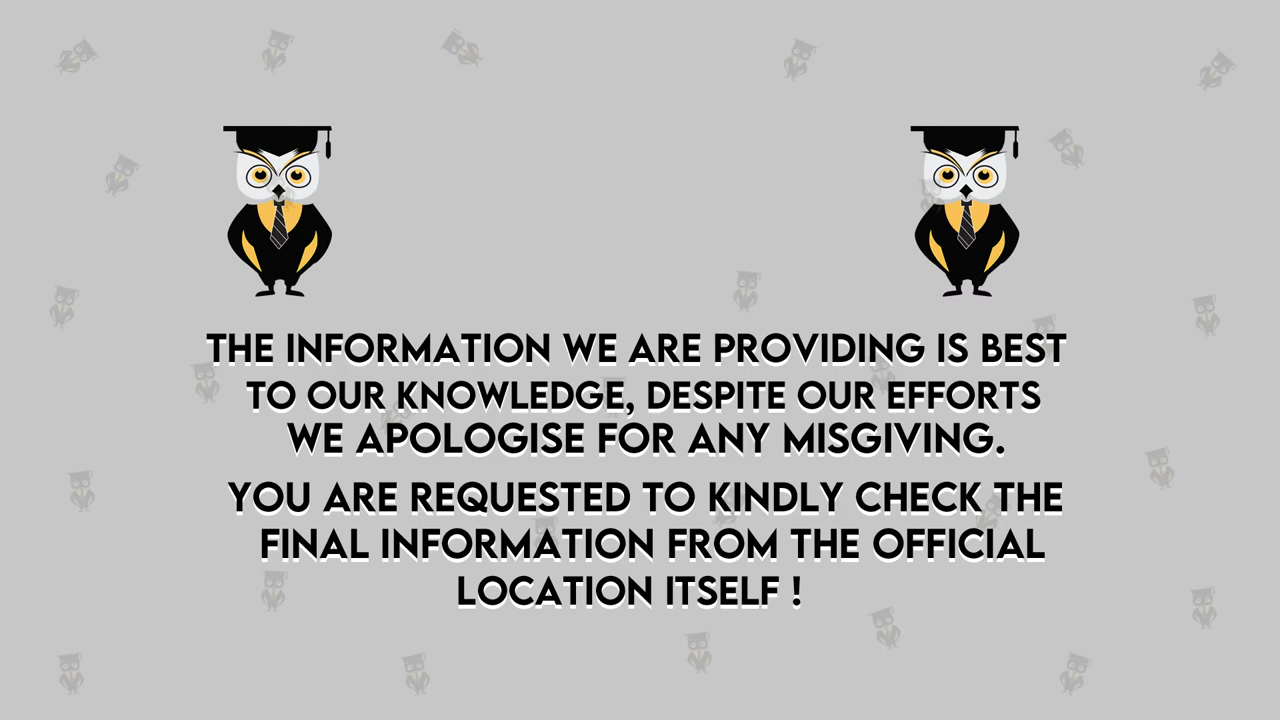 THE INFORMATION WE ARE PROVIDING IS BEST
TO OUR KNOWLEDGE, DESPITE OUR EFFORTS
WE APOLOGISE FOR ANY MISGIVING.
YOU ARE REQUESTED TO KINDLY CHECK THE
FINAL INFORMATION FROM THE OFFICIAL
LOCATION ITSELF !